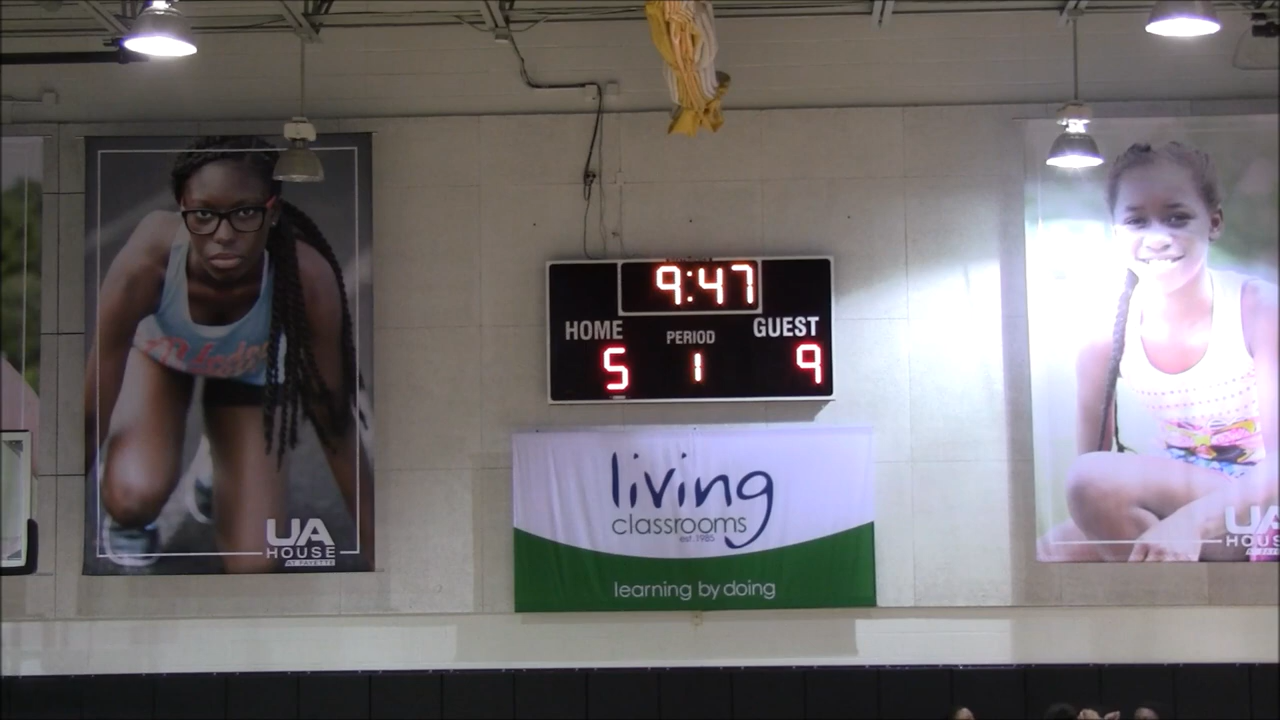 9:47
HOME PERIOD GUEST
5 1 9
living
classrooms
est. 1985
learning by doing
UA
HOUSE
AT FAYETTE
UA
HOUS